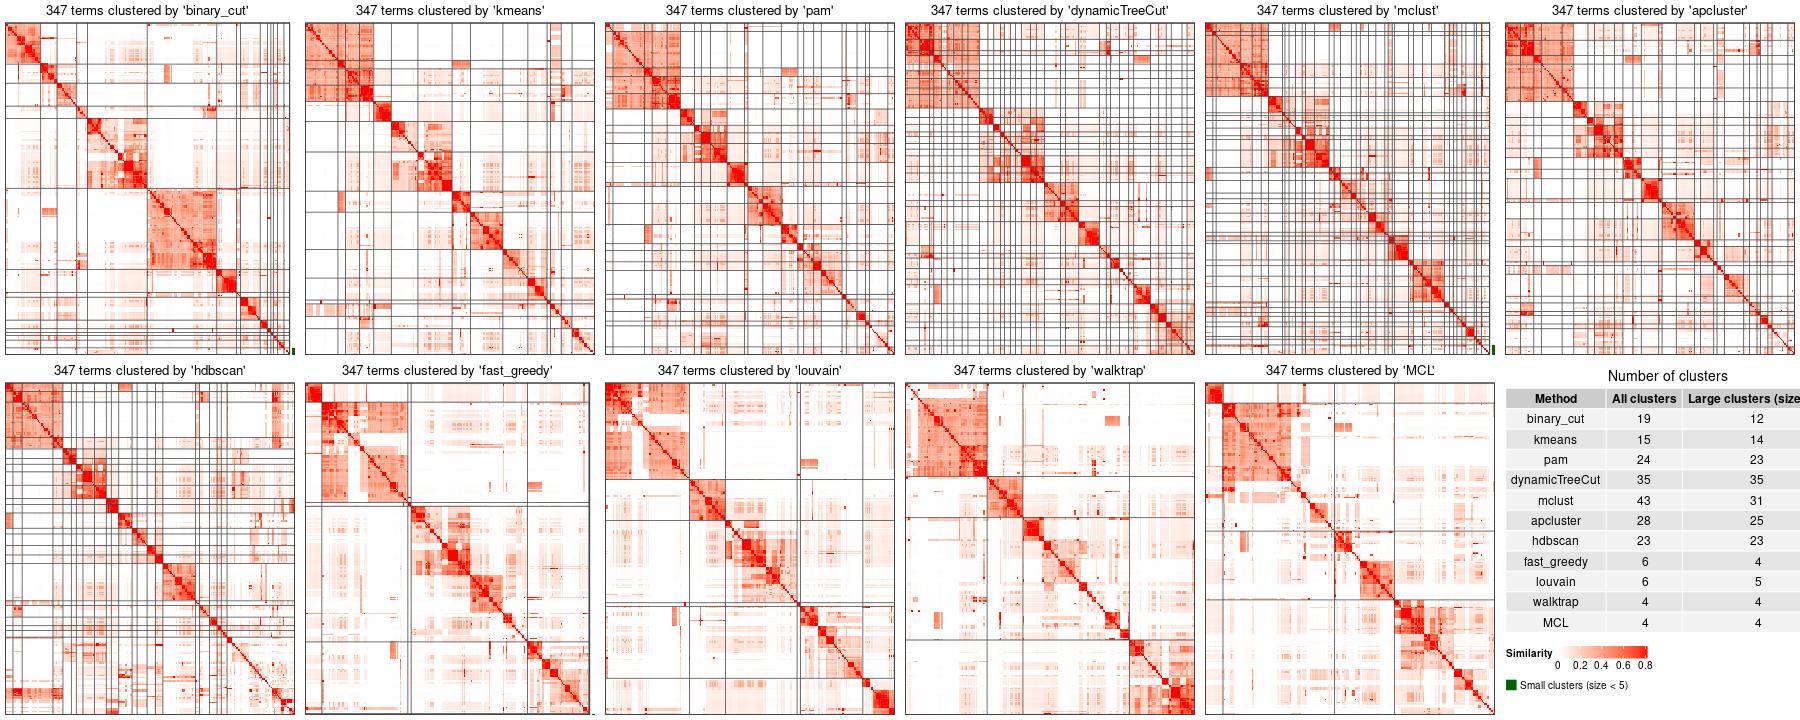 347 terms clustered by 'binary_cut'
347 terms clustered by 'kmeans'
347 terms clustered by 'pam'
347 terms clustered by 'dynamicTreeCut'
347 terms clustered by 'mclust'
347 terms clustered by 'apcluster'
347 terms clustered by 'hdbscan'
347 terms clustered by 'fast_greedy'
347 terms clustered by 'louvain'
347 terms clustered by 'walktrap'
347 terms clustered by 'MCL'
Number of clusters
Method All clusters Large clusters (size
binary_cut 19 12
kmeans 15 14
pam 24 23
dynamicTreeCut 35 35
mclust 43 31
apcluster 28 25
hdbscan 23 23
fast_greedy 6 4
louvain 6 5
walktrap 4 4
MCL 4 4
Similarity
0 0.2 0.4 0.6 0.8
Small clusters (size < 5)